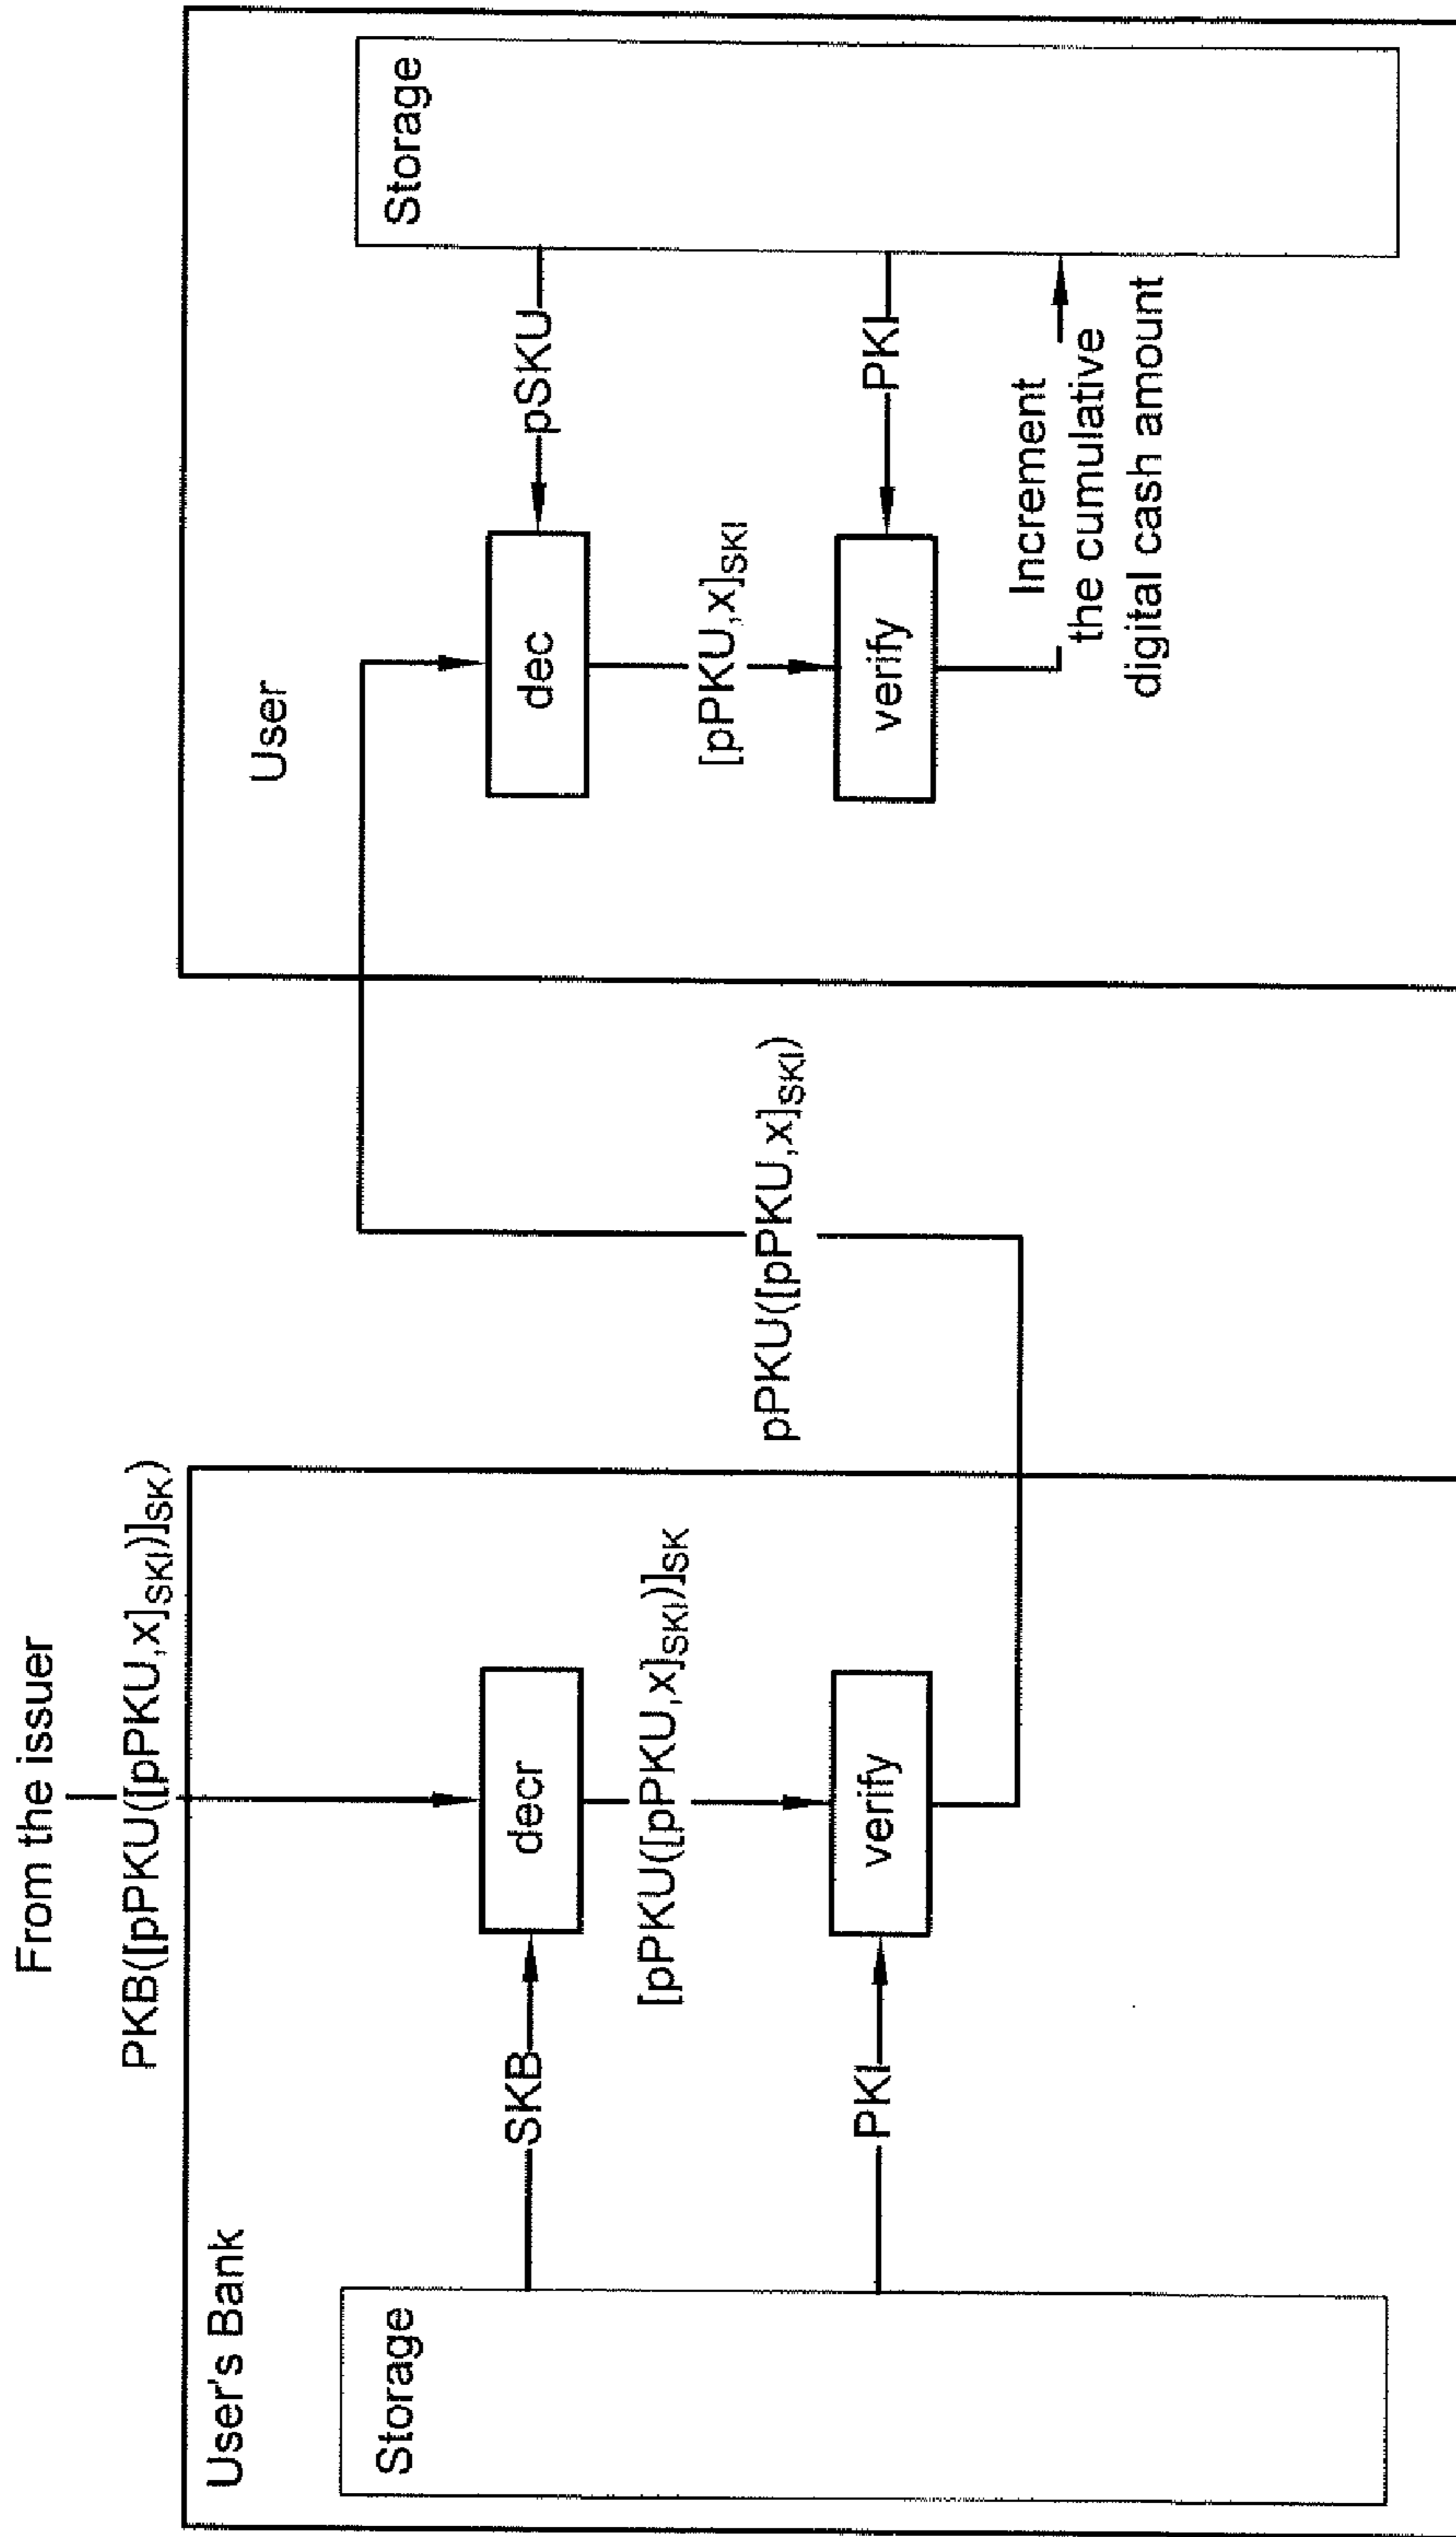 From the issuer
PKB([pPKU([pPKU,x]SKI)]SK)
User's Bank
Storage
SKB
decr
[pPKU([pPKU,x]SKI)]SK
PKI
verify
pPKU([pPKU,x]SKI)
User
Storage
pSKU
dec
[pPKU,x]SKI
PKI
verify
Increment
the cumulative
digital cash amount